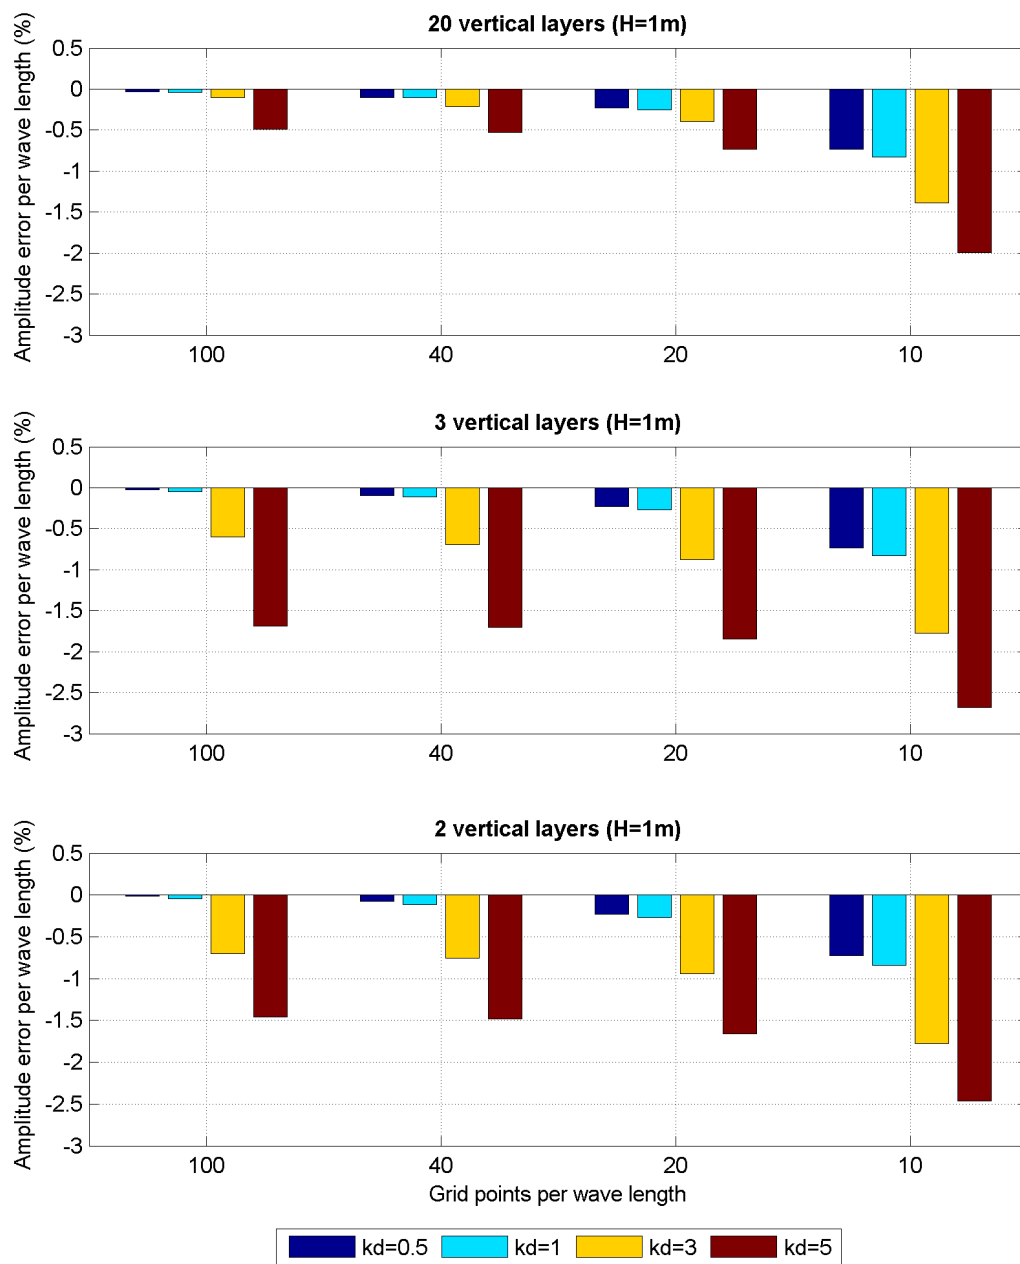 20 vertical layers (H=1m)
Amplitude error per wave length (%)
0.5
0
-0.5
-1
-1.5
-2
-2.5
-3
100 40 20 10
3 vertical layers (H=1m)
Amplitude error per wave length (%)
0.5
0
-0.5
-1
-1.5
-2
-2.5
-3
100 40 20 10
2 vertical layers (H=1m)
Amplitude error per wave length (%)
0.5
0
-0.5
-1
-1.5
-2
-2.5
-3
100 40 20 10
Grid points per wave length
kd=0.5 kd=1 kd=3 kd=5